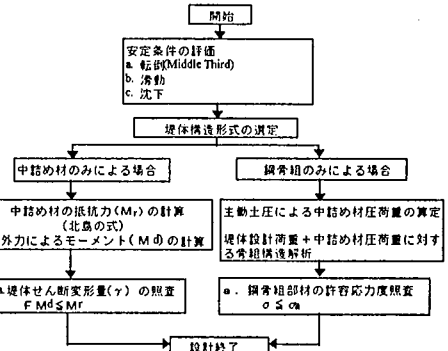 開始
安定条件の評価
a. 転倒(Middle Third)
b. 滑動
c. 沈下
堤体構造形式の選定
中詰め材のみによる場合
鋼骨組のみによる場合
中詰め材の抵抗力(Mr)の計算
(北島の式)
外力によるモーメント(Md)の計算
主動土圧による中詰め材圧荷重の算定
堤体設計荷重+中詰め材圧荷重に対す
る骨組構造解析
堤体せん断変形量(γ)の照査
F Md≦Mr
a. 鋼骨組部材の許容応力度照査
σ≦σa
設計終了